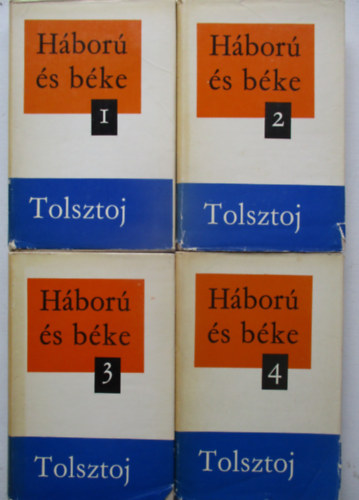 Háború
és béke
1
Tolsztoj
Háború
és béke
2
Tolsztoj
Háború
és béke
3
Tolsztoj
Háború
és béke
4
Tolsztoj